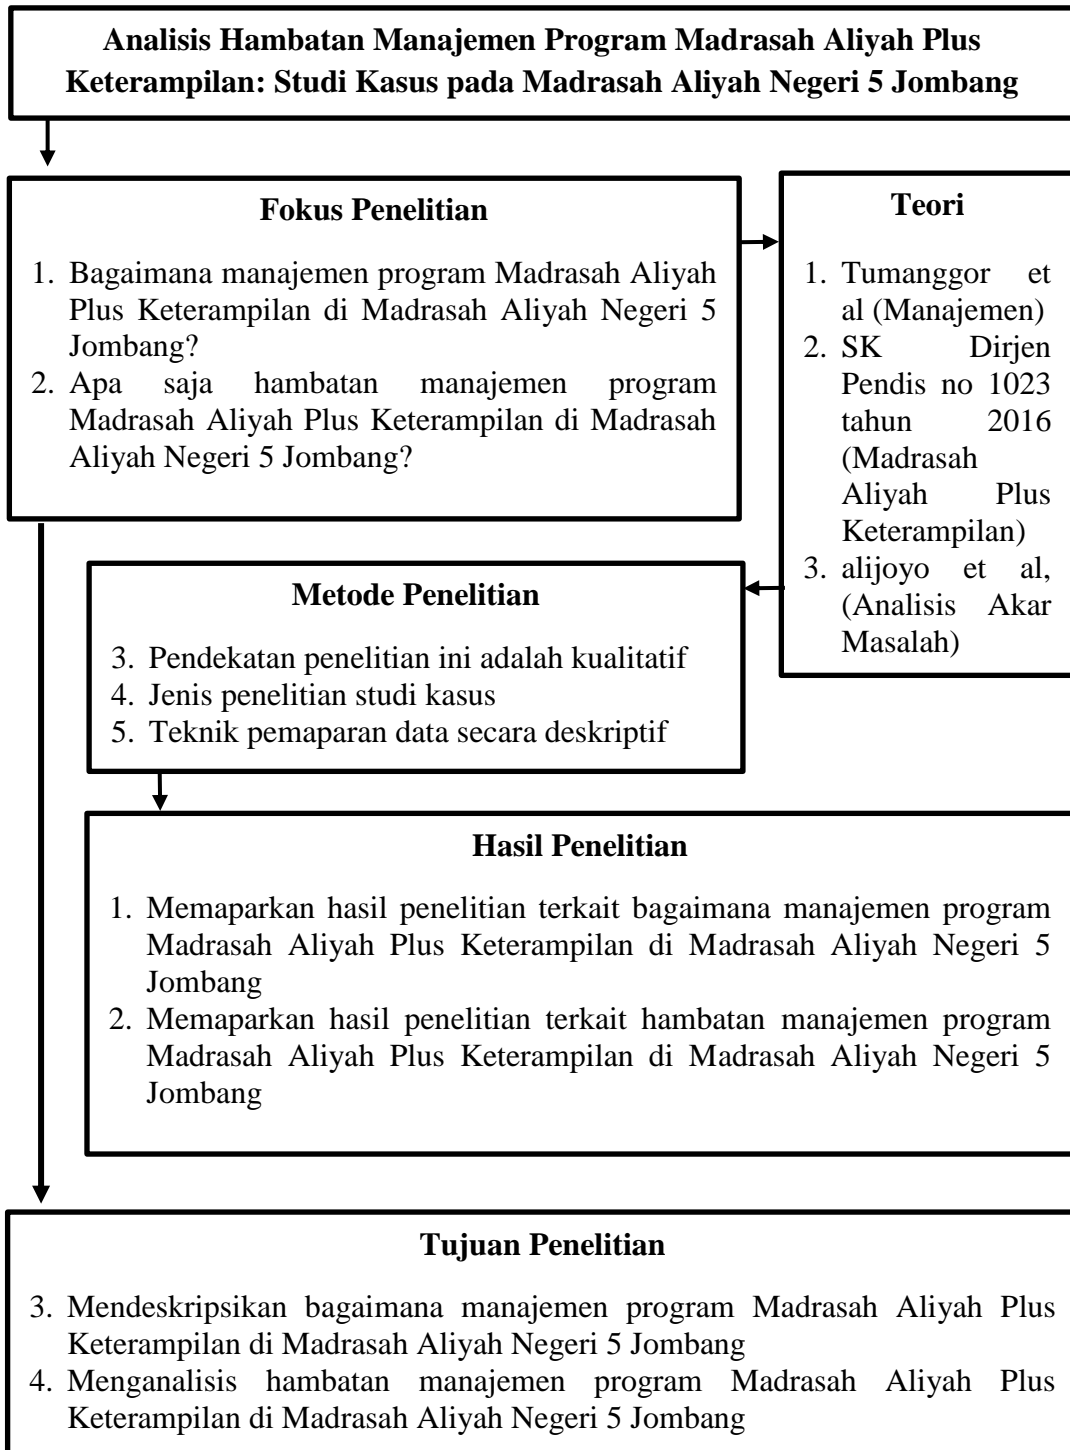 Analisis Hambatan Manajemen Program Madrasah Aliyah Plus
Keterampilan: Studi Kasus pada Madrasah Aliyah Negeri 5 Jombang
Fokus Penelitian
1. Bagaimana manajemen program Madrasah Aliyah
Plus Keterampilan di Madrasah Aliyah Negeri 5
Jombang?
2. Apa saja hambatan manajemen program
Madrasah Aliyah Plus Keterampilan di Madrasah
Aliyah Negeri 5 Jombang?
Teori
1. Tumanggor et
al (Manajemen)
2. SK Dirjen
Pendis no 1023
tahun 2016
(Madrasah
Aliyah Plus
Keterampilan)
3. alijoyo et al,
(Analisis Akar
Masalah)
Metode Penelitian
3. Pendekatan penelitian ini adalah kualitatif
4. Jenis penelitian studi kasus
5. Teknik pemaparan data secara deskriptif
Hasil Penelitian
1. Memaparkan hasil penelitian terkait bagaimana manajemen program
Madrasah Aliyah Plus Keterampilan di Madrasah Aliyah Negeri 5
Jombang
2. Memaparkan hasil penelitian terkait hambatan manajemen program
Madrasah Aliyah Plus Keterampilan di Madrasah Aliyah Negeri 5
Jombang
Tujuan Penelitian
3. Mendeskripsikan bagaimana manajemen program Madrasah Aliyah Plus
Keterampilan di Madrasah Aliyah Negeri 5 Jombang
4. Menganalisis hambatan manajemen program Madrasah Aliyah Plus
Keterampilan di Madrasah Aliyah Negeri 5 Jombang